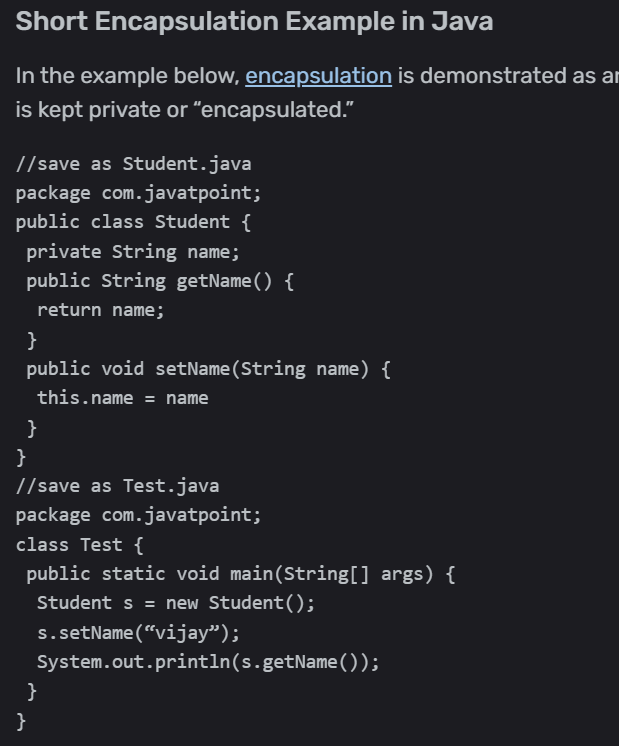 Short Encapsulation Example in Java
In the example below, encapsulation is demonstrated as
is kept private or “encapsulated.”
//save as Student.java
package com.javatpoint;
public class Student {
private String name;
public String getName() {
return name;
}
public void setName(String name) {
this.name = name
}
}
//save as Test.java
package com.javatpoint;
class Test {
public static void main(String[] args) {
Student s = new Student();
s.setName(“vijay”);
System.out.println(s.getName());
}
}